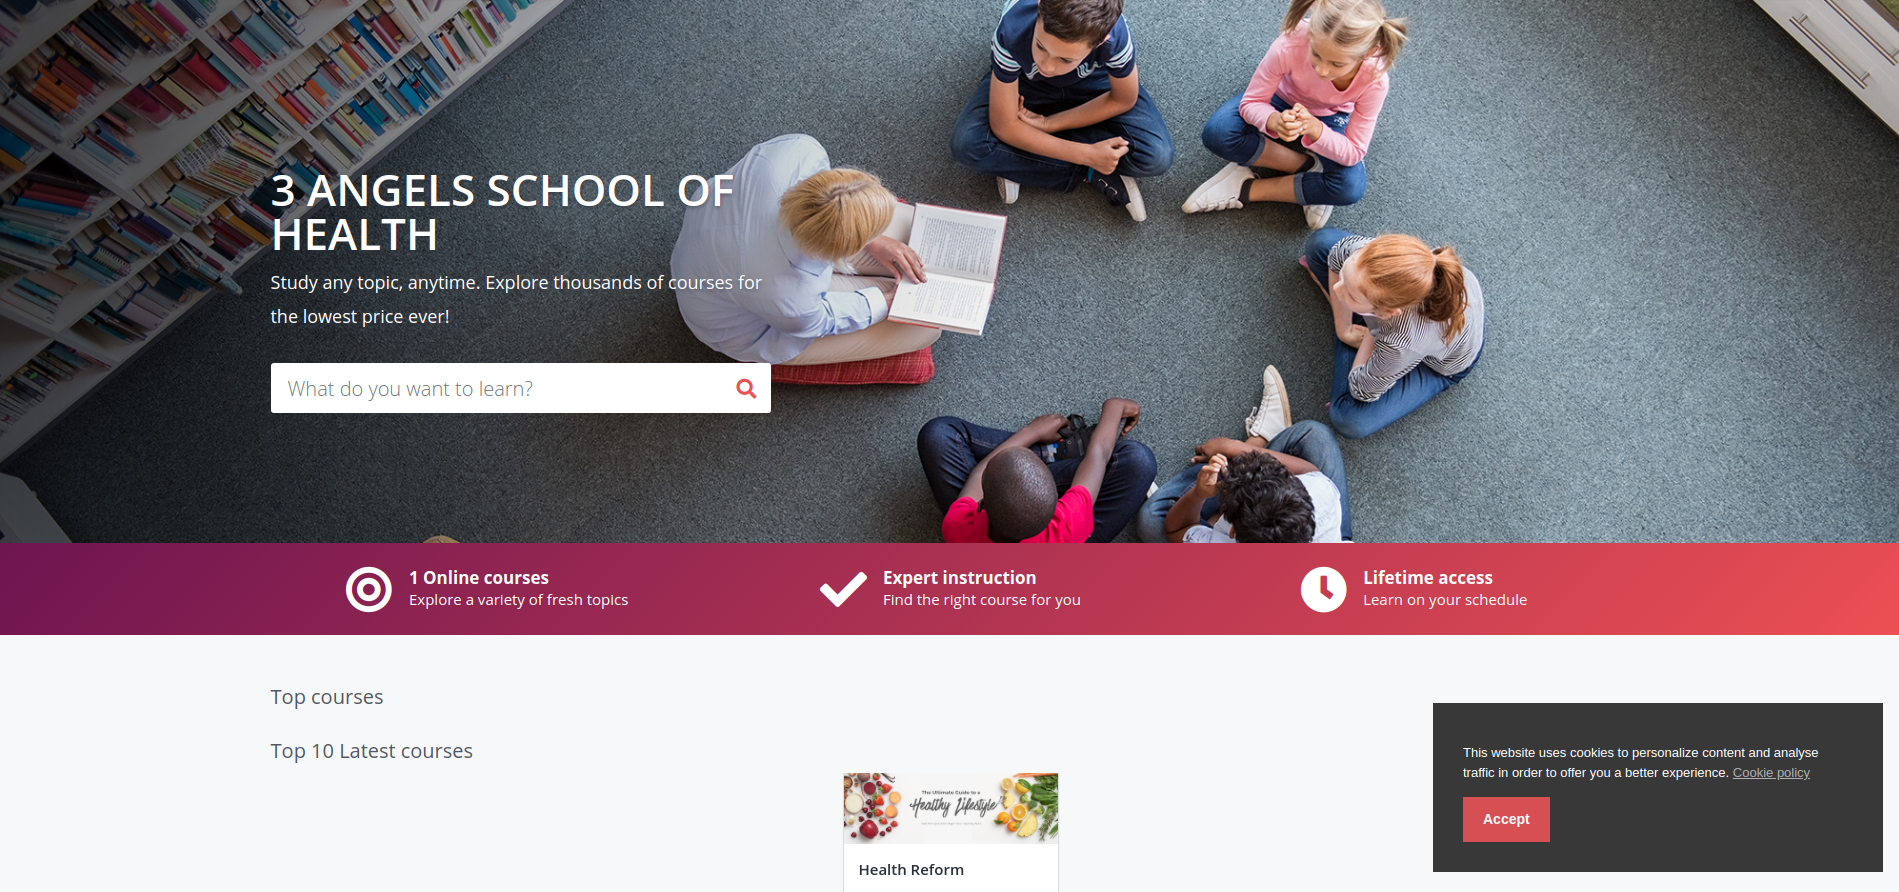 3 ANGELS SCHOOL OF
HEALTH
Study any topic, anytime. Explore thousands of courses for
the lowest price ever!
What do you want to learn?
1 Online courses
Explore a variety of fresh topics
Expert instruction
Find the right course for you
Lifetime access
Learn on your schedule
Top courses
Top 10 Latest courses
The Ultimate Guide to a
Healthy Lifestyle
Health Reform
This website uses cookies to personalize content and analyse
traffic in order to offer you a better experience. Cookie policy
Accept